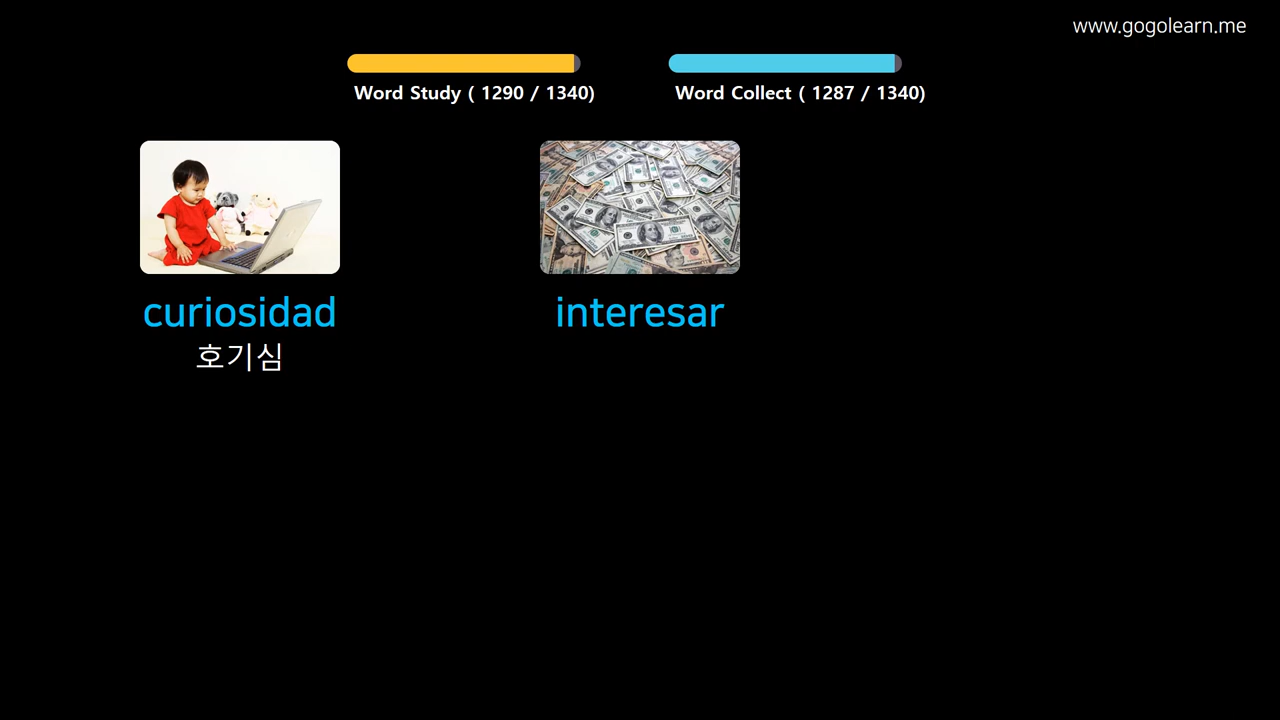 www.gogolearn.me
Word Study ( 1290 / 1340)
Word Collect ( 1287 / 1340)
curiosidad
호기심
interesar